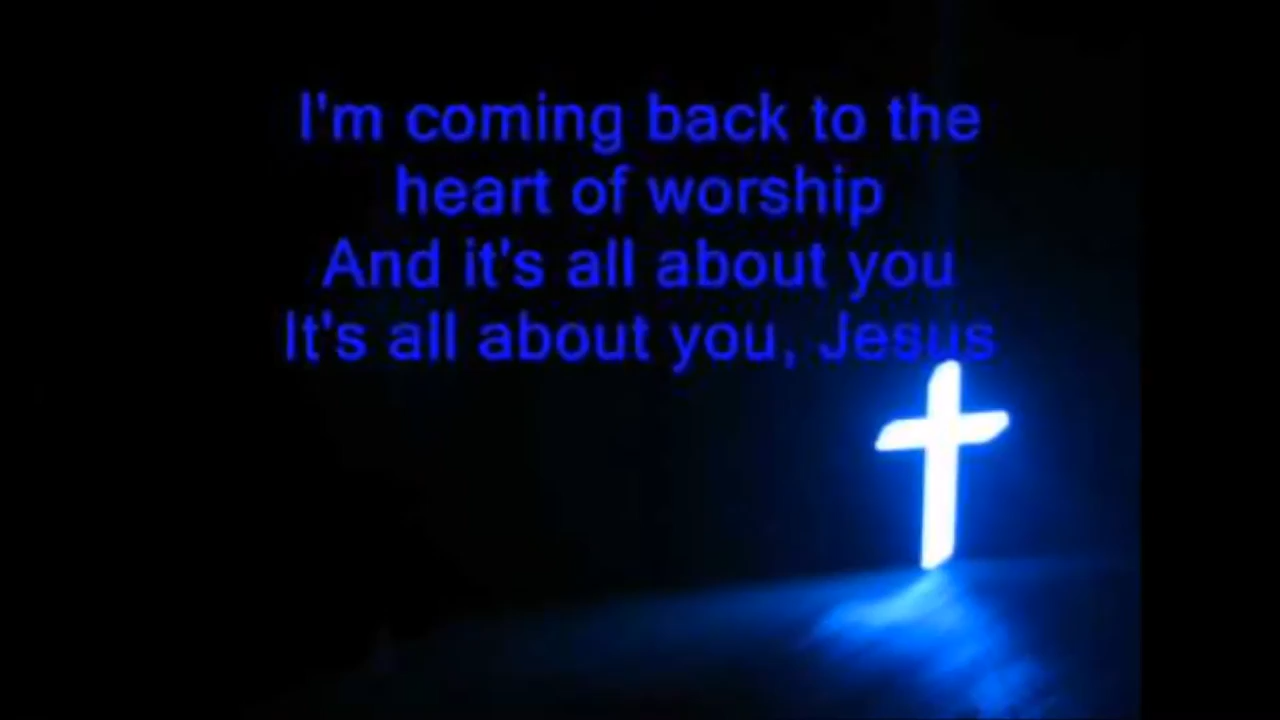 I'm coming back to the
heart of worship
And it's all about you
It's all about you, Jesus